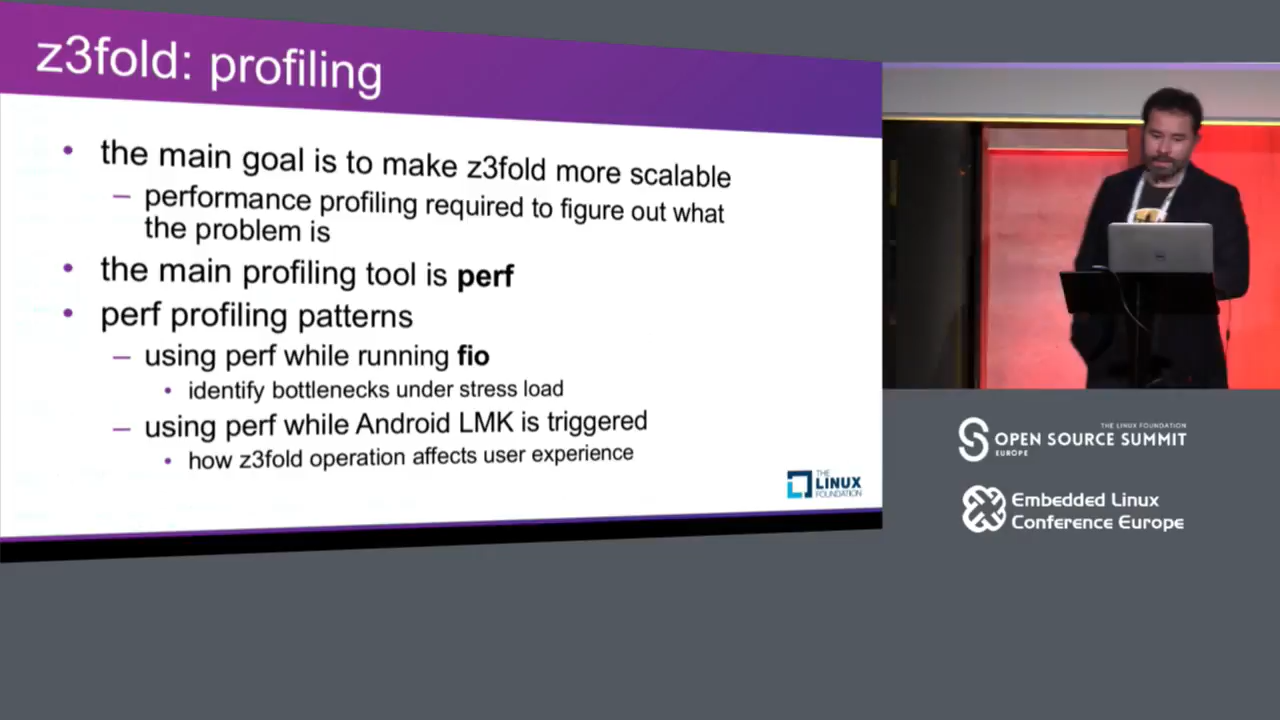 z3fold: profiling
• the main goal is to make z3fold more scalable
– performance profiling required to figure out what
the problem is
• the main profiling tool is perf
• perf profiling patterns
– using perf while running fio
• identify bottlenecks under stress load
– using perf while Android LMK is triggered
• how z3fold operation affects user experience
THE
LINUX
FOUNDATION
THE LINUX FOUNDATION
OPEN SOURCE SUMMIT
EUROPE
Embedded Linux
Conference Europe